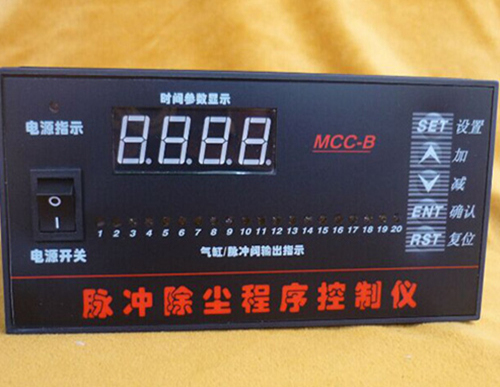 时间参数显示
电源指示
8.8.8.8
MCC-B
SET 设置
加
减
ENT 确认
RST 复位
O
I
1 2 3 4 5 6 7 8 9 10 11 12 13 14 15 16 17 18 19 20
气缸/脉冲阀输出指示
电源开关
脉冲除尘程序控制仪